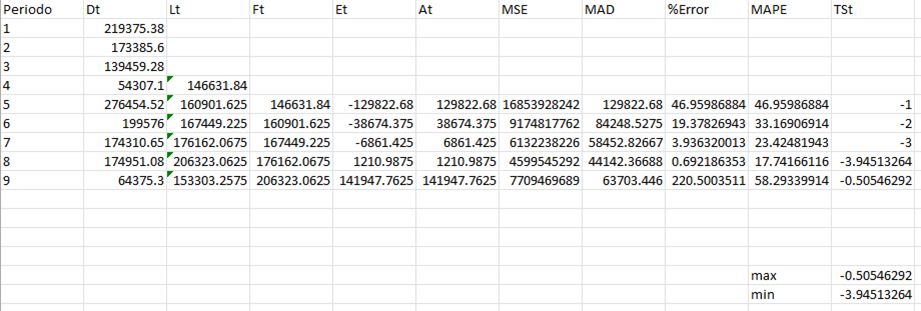 Periodo Dt Lt Ft Et At MSE MAD %Error MAPE TSt
1 219375.38
2 173385.6
3 139459.28
4 54307.1 146631.84
5 276454.52 160901.625 146631.84 -129822.68 129822.68 16853928242 129822.68 46.95986884 46.95986884 -1
6 199576 167449.225 160901.625 -38674.375 38674.375 9174817762 84248.5275 19.37826943 33.16906914 -2
7 174310.65 176162.0675 167449.225 -6861.425 6861.425 6132238226 58452.82667 3.936320013 23.42481943 -3
8 174951.08 206323.0625 176162.0675 1210.9875 1210.9875 4599545292 44142.36688 0.692186353 17.74166116 -3.94513264
9 64375.3 153303.2575 206323.0625 141947.7625 141947.7625 7709469689 63703.446 220.5003511 58.29339914 -0.50546292
max -0.50546292
min -3.94513264